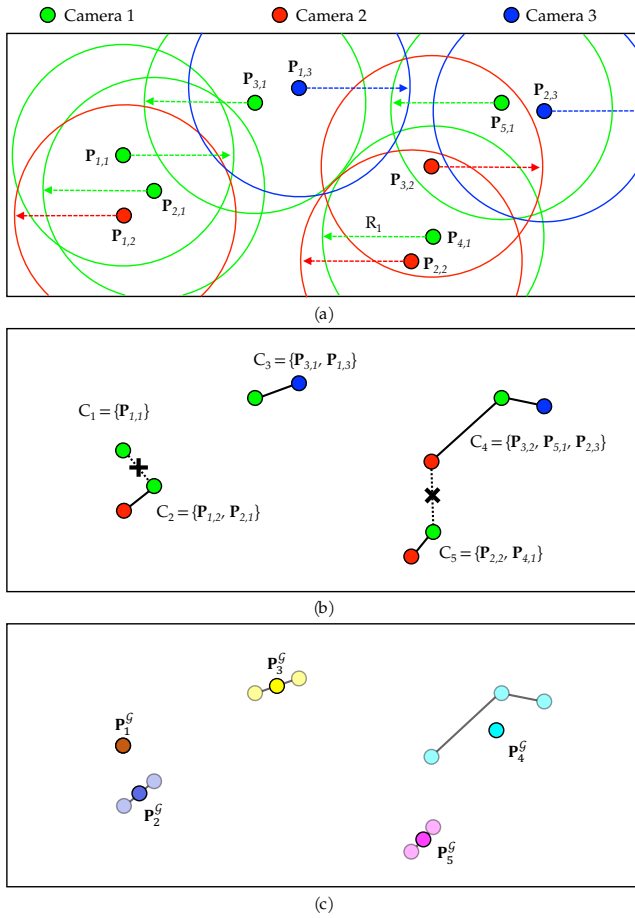 Camera 1 Camera 2 Camera 3
P1,3
P3,1
P2,3
P5,1
P1,1
P3,2
P2,1
R1
P1,2
P4,1
P2,2
(a)
C3 = {P3,1, P1,3}
C1 = {P1,1}
C4 = {P3,2, P5,1, P2,3}
C2 = {P1,2, P2,1}
C5 = {P2,2, P4,1}
(b)
P3𝒢
P1𝒢
P4𝒢
P2𝒢
P5𝒢
(c)